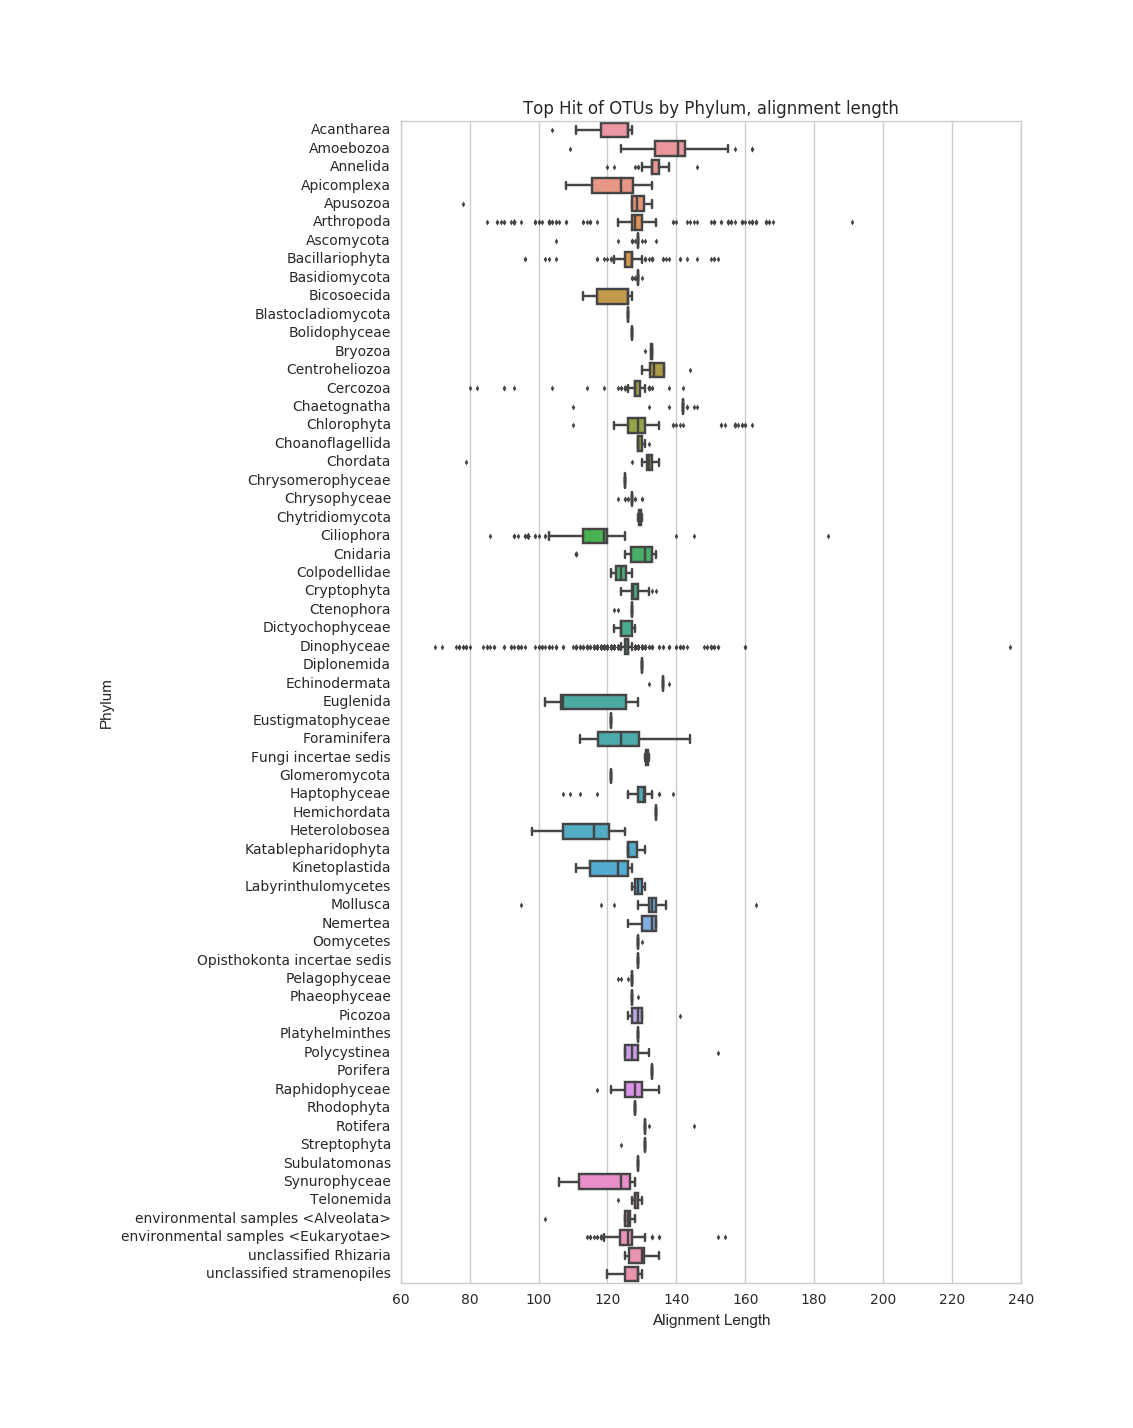 Top Hit of OTUs by Phylum, alignment length
Acantharea
Amoebozoa
Annelida
Apicomplexa
Apusozoa
Arthropoda
Ascomycota
Bacillariophyta
Basidiomycota
Bicosoecida
Blastocladiomycota
Bolidophyceae
Bryozoa
Centroheliozoa
Cercozoa
Chaetognatha
Chlorophyta
Choanoflagellida
Chordata
Chrysomerophyceae
Chrysophyceae
Chytridiomycota
Ciliophora
Cnidaria
Colpodellidae
Cryptophyta
Ctenophora
Dictyochophyceae
Dinophyceae
Diplonemida
Echinodermata
Euglenida
Eustigmatophyceae
Foraminifera
Fungi incertae sedis
Glomeromycota
Haptophyceae
Hemichordata
Heterolobosea
Katablepharidophyta
Kinetoplastida
Labyrinthulomycetes
Mollusca
Nemertea
Oomycetes
Opisthokonta incertae sedis
Pelagophyceae
Phaeophyceae
Picozoa
Platyhelminthes
Polycystinea
Porifera
Raphidophyceae
Rhodophyta
Rotifera
Streptophyta
Subulatomonas
Synurophyceae
Telonemida
environmental samples <Alveolata>
environmental samples <Eukaryotae>
unclassified Rhizaria
unclassified stramenopiles
Phylum
60 80 100 120 140 160 180 200 220 240
Alignment Length